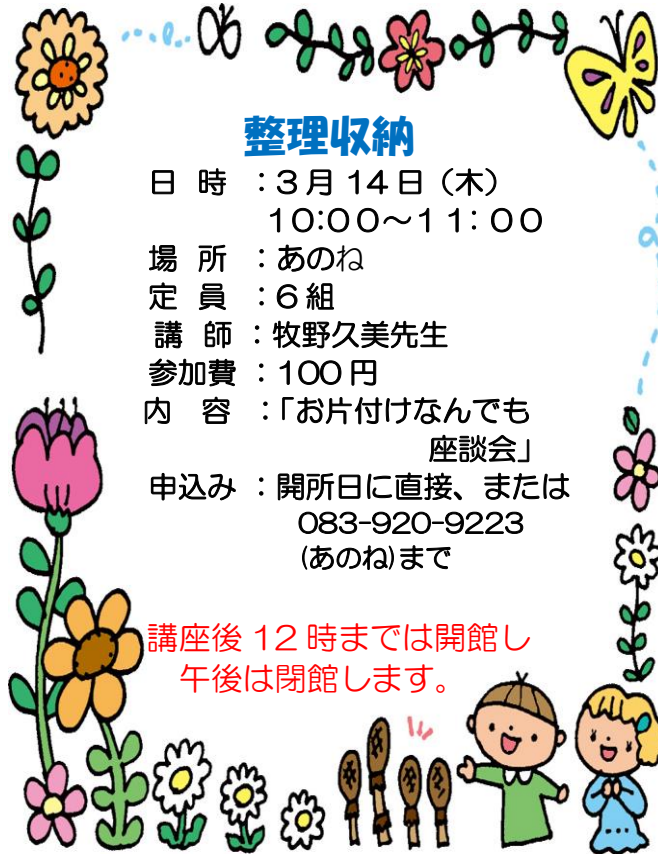 整理収納
日 時 ：3月14日（木）
10:00～11:00
場 所 ：あのね
定 員 ：6組
講 師 ：牧野久美先生
参加費 ：100円
内 容 ：「お片付けなんでも
座談会」
申込み ：開所日に直接、または
083-920-9223
(あのね)まで
講座後12時までは開館し
午後は閉館します。